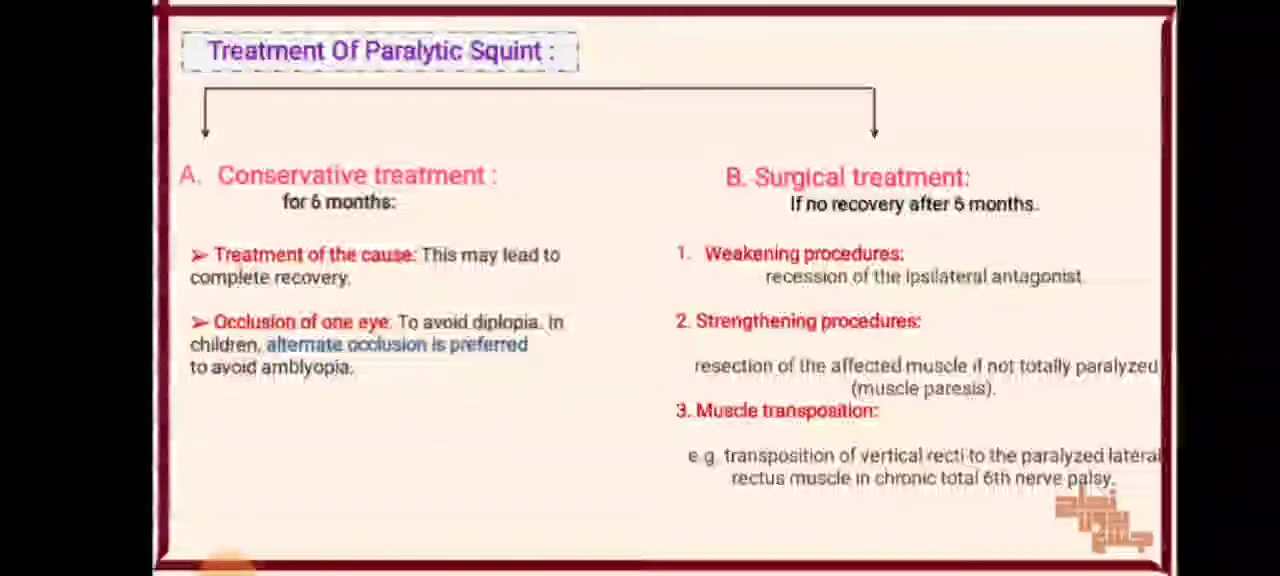 Treatment Of Paralytic Squint :
A. Conservative treatment :
for 6 months:
➢ Treatment of the cause: This may lead to
complete recovery.
➢ Occlusion of one eye: To avoid diplopia. In
children, alternate occlusion is preferred
to avoid amblyopia.
B. Surgical treatment:
If no recovery after 6 months.
1. Weakening procedures:
recession of the ipsilateral antagonist
2. Strengthening procedures:
resection of the affected muscle if not totally paralyzed
(muscle paresis).
3. Muscle transposition:
e.g. transposition of vertical recti to the paralyzed lateral
rectus muscle in chronic total 6th nerve palsy.